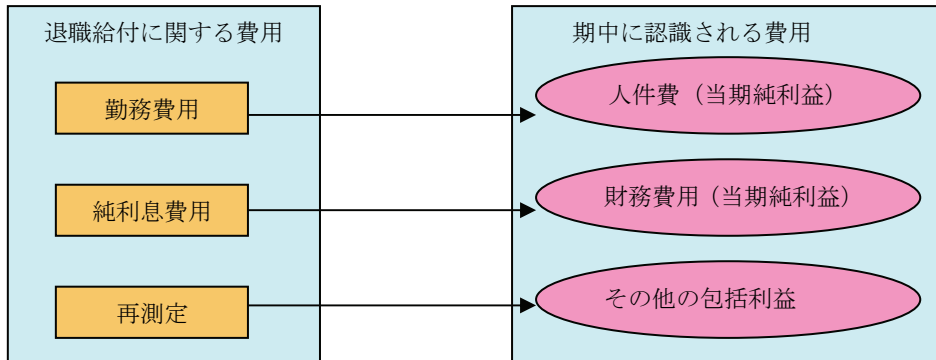 退職給付に関する費用
勤務費用
純利息費用
再測定
期中に認識される費用
人件費（当期純利益）
財務費用（当期純利益）
その他の包括利益